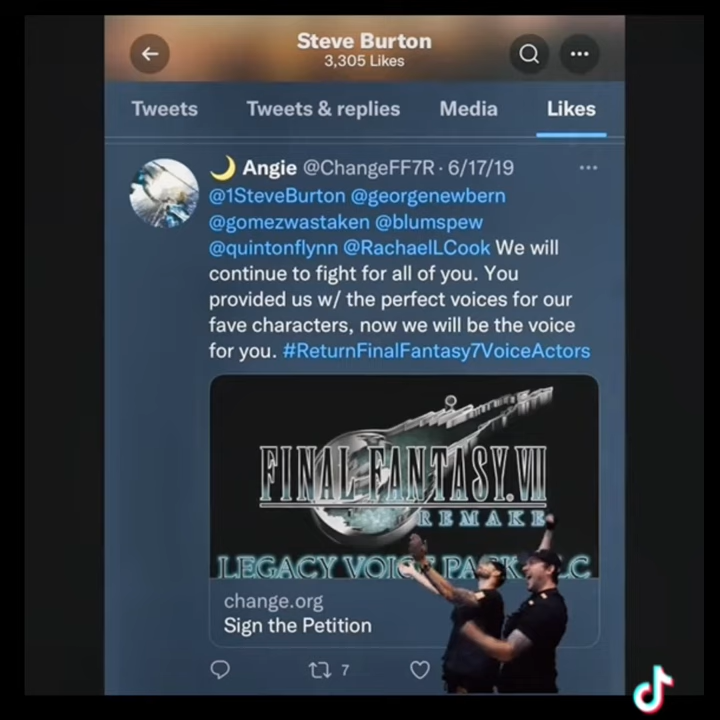 Steve Burton
3,305 Likes
Tweets Tweets & replies Media Likes
🌙 Angie @ChangeFF7R · 6/17/19
@1SteveBurton @georgenewbern
@gomezwastaken @blumspew
@quintonflynn @RachaelLCook We will
continue to fight for all of you. You
provided us w/ the perfect voices for our
fave characters, now we will be the voice
for you. #ReturnFinalFantasy7VoiceActors
FINAL FANTASY VII
REMAKE
LEGACY VOICE PACK DLC
change.org
Sign the Petition
7